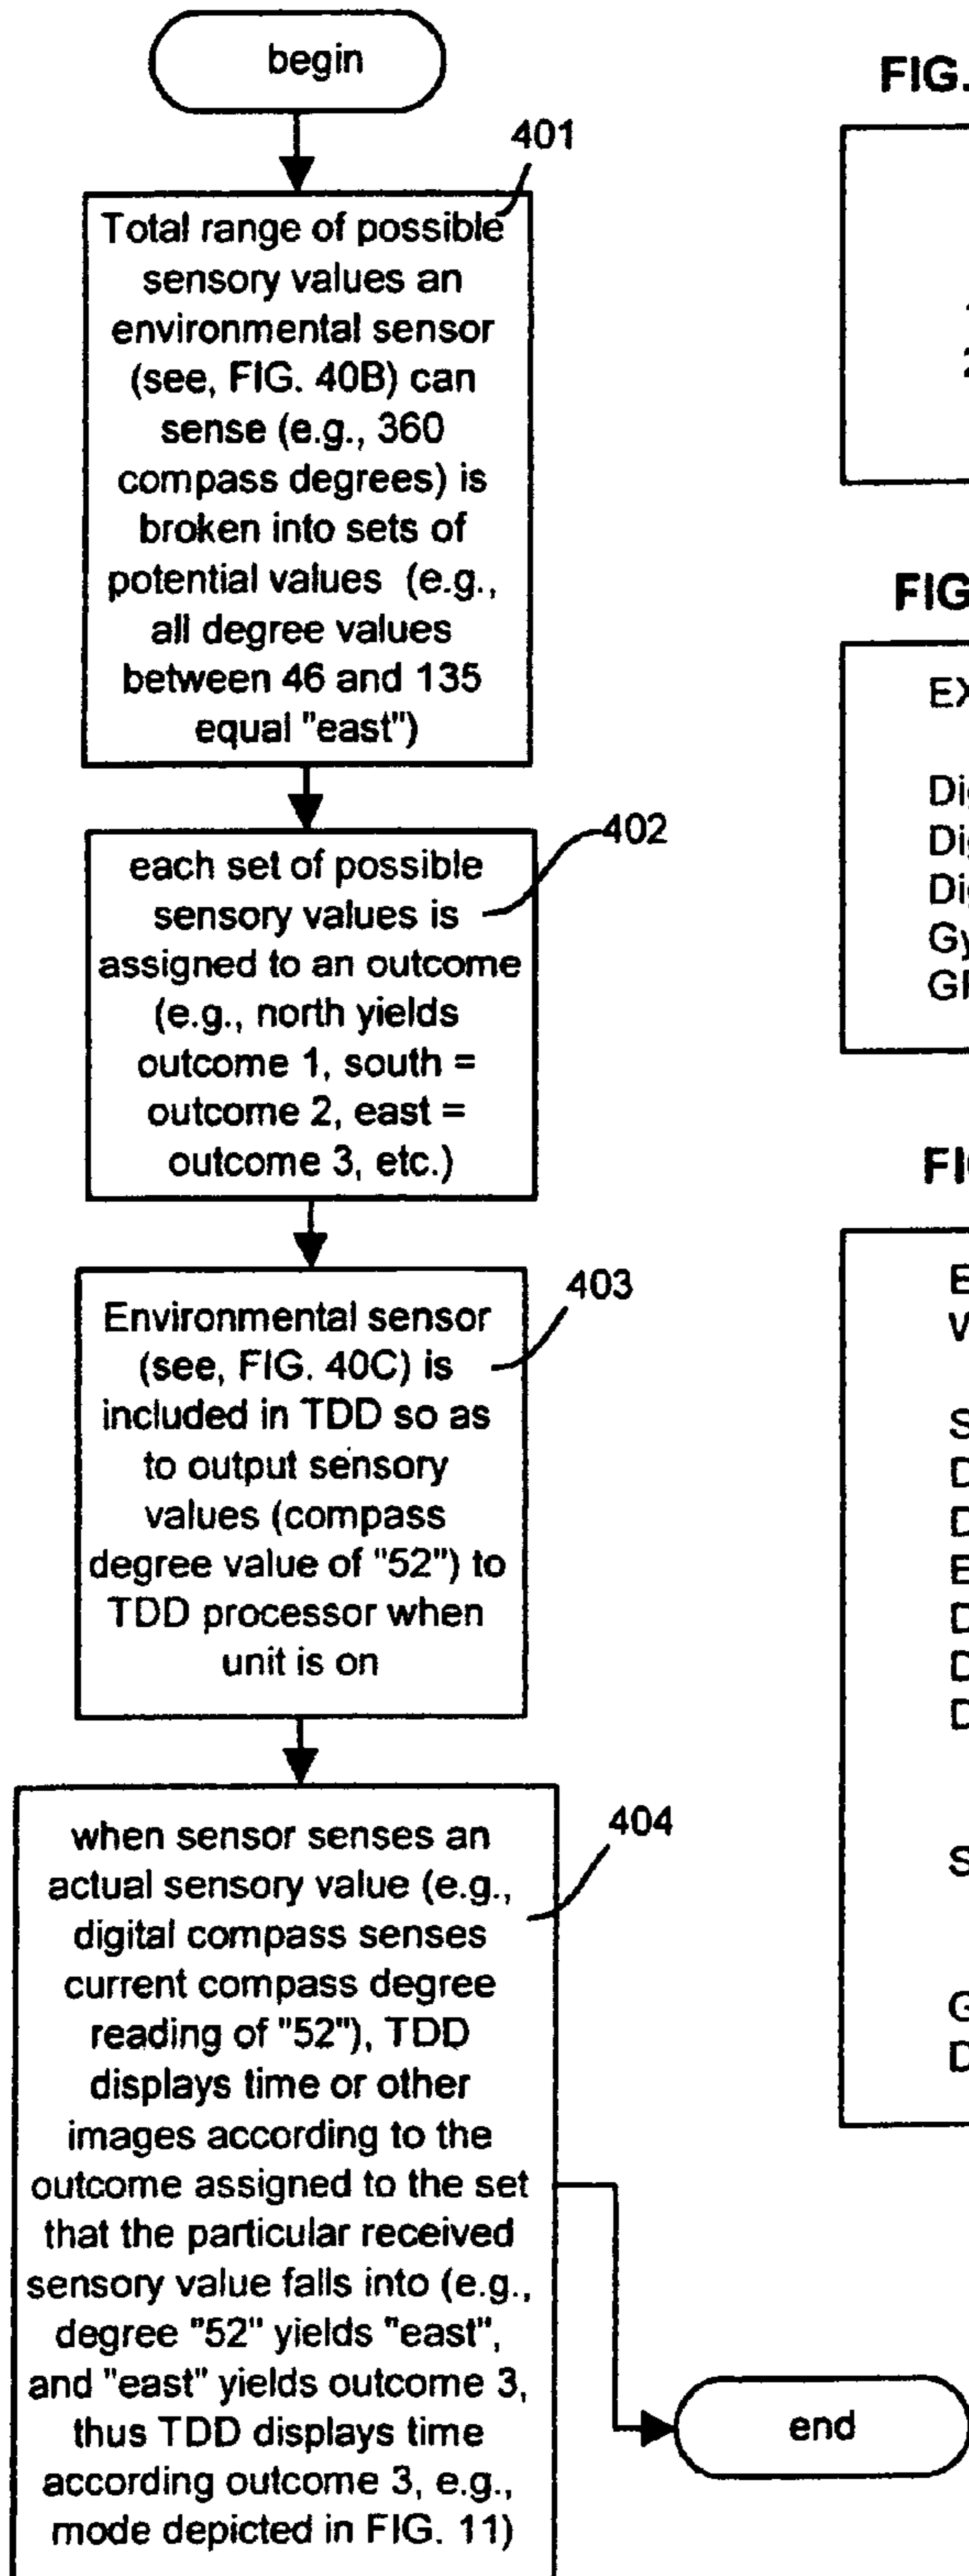 begin
401
Total range of possible
sensory values an
environmental sensor
(see, FIG. 40B) can
sense (e.g., 360
compass degrees) is
broken into sets of
potential values (e.g.,
all degree values
between 46 and 135
equal "east")
402
each set of possible
sensory values is
assigned to an outcome
(e.g., north yields
outcome 1, south =
outcome 2, east =
outcome 3, etc.)
403
Environmental sensor
(see, FIG. 40C) is
included in TDD so as
to output sensory
values (compass
degree value of "52") to
TDD processor when
unit is on
404
when sensor senses an
actual sensory value (e.g.,
digital compass senses
current compass degree
reading of "52"), TDD
displays time or other
images according to the
outcome assigned to the set
that the particular received
sensory value falls into (e.g.,
degree "52" yields "east",
and "east" yields outcome 3,
thus TDD displays time
according outcome 3, e.g.,
mode depicted in FIG. 11)
end
FIG.
2
FIG
EX
Dig
Dig
Dig
Gy
FIG
E
S
D
D
E
D
D
D
S
G
D